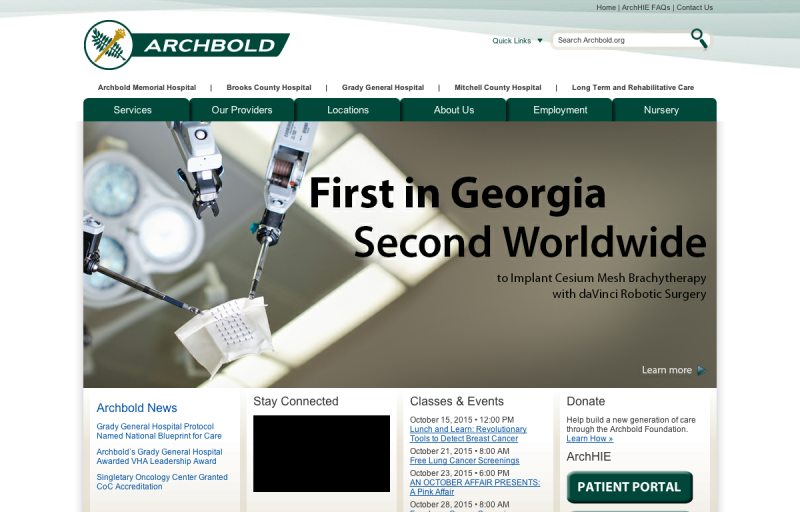 Home | ArchHIE FAQs | Contact Us
ARCHBOLD
Quick Links
Search Archbold.org
Archbold Memorial Hospital | Brooks County Hospital | Grady General Hospital | Mitchell County Hospital | Long Term and Rehabilitative Care
Services
Our Providers
Locations
About Us
Employment
Nursery
First in Georgia
Second Worldwide
to Implant Cesium Mesh Brachytherapy
with daVinci Robotic Surgery
Learn more
Archbold News
Grady General Hospital Protocol
Named National Blueprint for Care
Archbold's Grady General Hospital
Awarded VHA Leadership Award
Singletary Oncology Center Granted
CoC Accreditation
Stay Connected
Classes & Events
October 15, 2015 • 12:00 PM
Lunch and Learn: Revolutionary
Tools to Detect Breast Cancer
October 21, 2015 • 8:00 AM
Free Lung Cancer Screenings
October 23, 2015 • 6:00 PM
AN OCTOBER AFFAIR PRESENTS:
A Pink Affair
October 28, 2015 • 8:00 AM
Donate
Help build a new generation of care
through the Archbold Foundation.
Learn How »
ArchHIE
PATIENT PORTAL